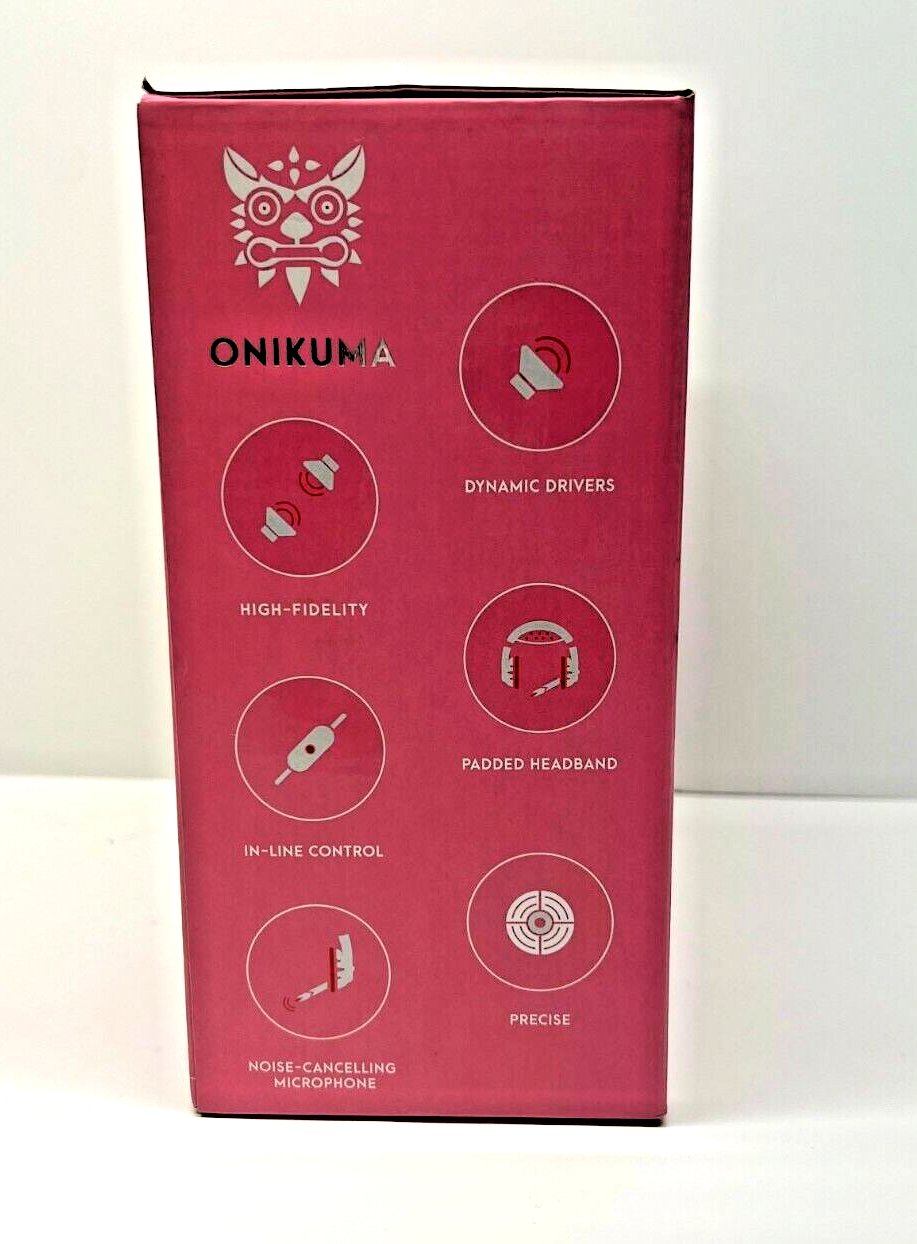 ONIKUMA
DYNAMIC DRIVERS
HIGH-FIDELITY
PADDED HEADBAND
IN-LINE CONTROL
PRECISE
NOISE-CANCELLING
MICROPHONE